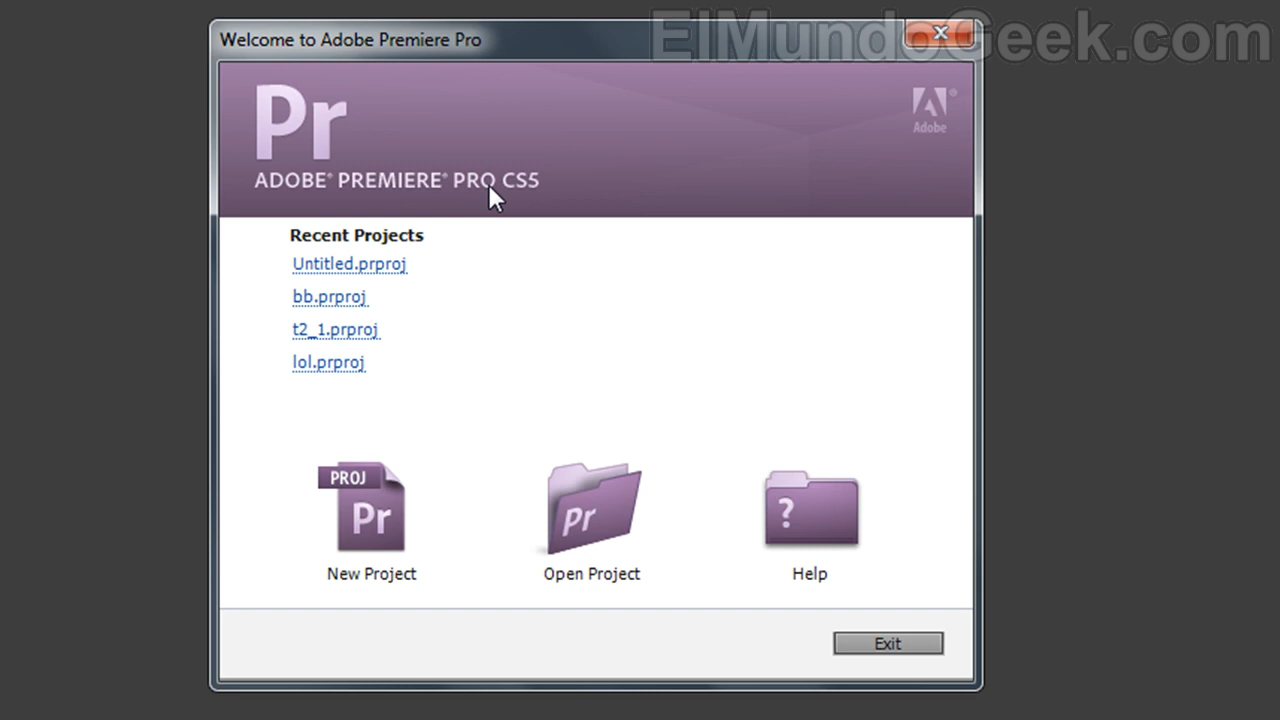 ElMundoGeek.com
Welcome to Adobe Premiere Pro
Pr
Adobe®
ADOBE® PREMIERE® PRO CS5
Recent Projects
Untitled.prproj
bb.prproj
t2_1.prproj
lol.prproj
PROJ
Pr
Pr
?
New Project
Open Project
Help
Exit